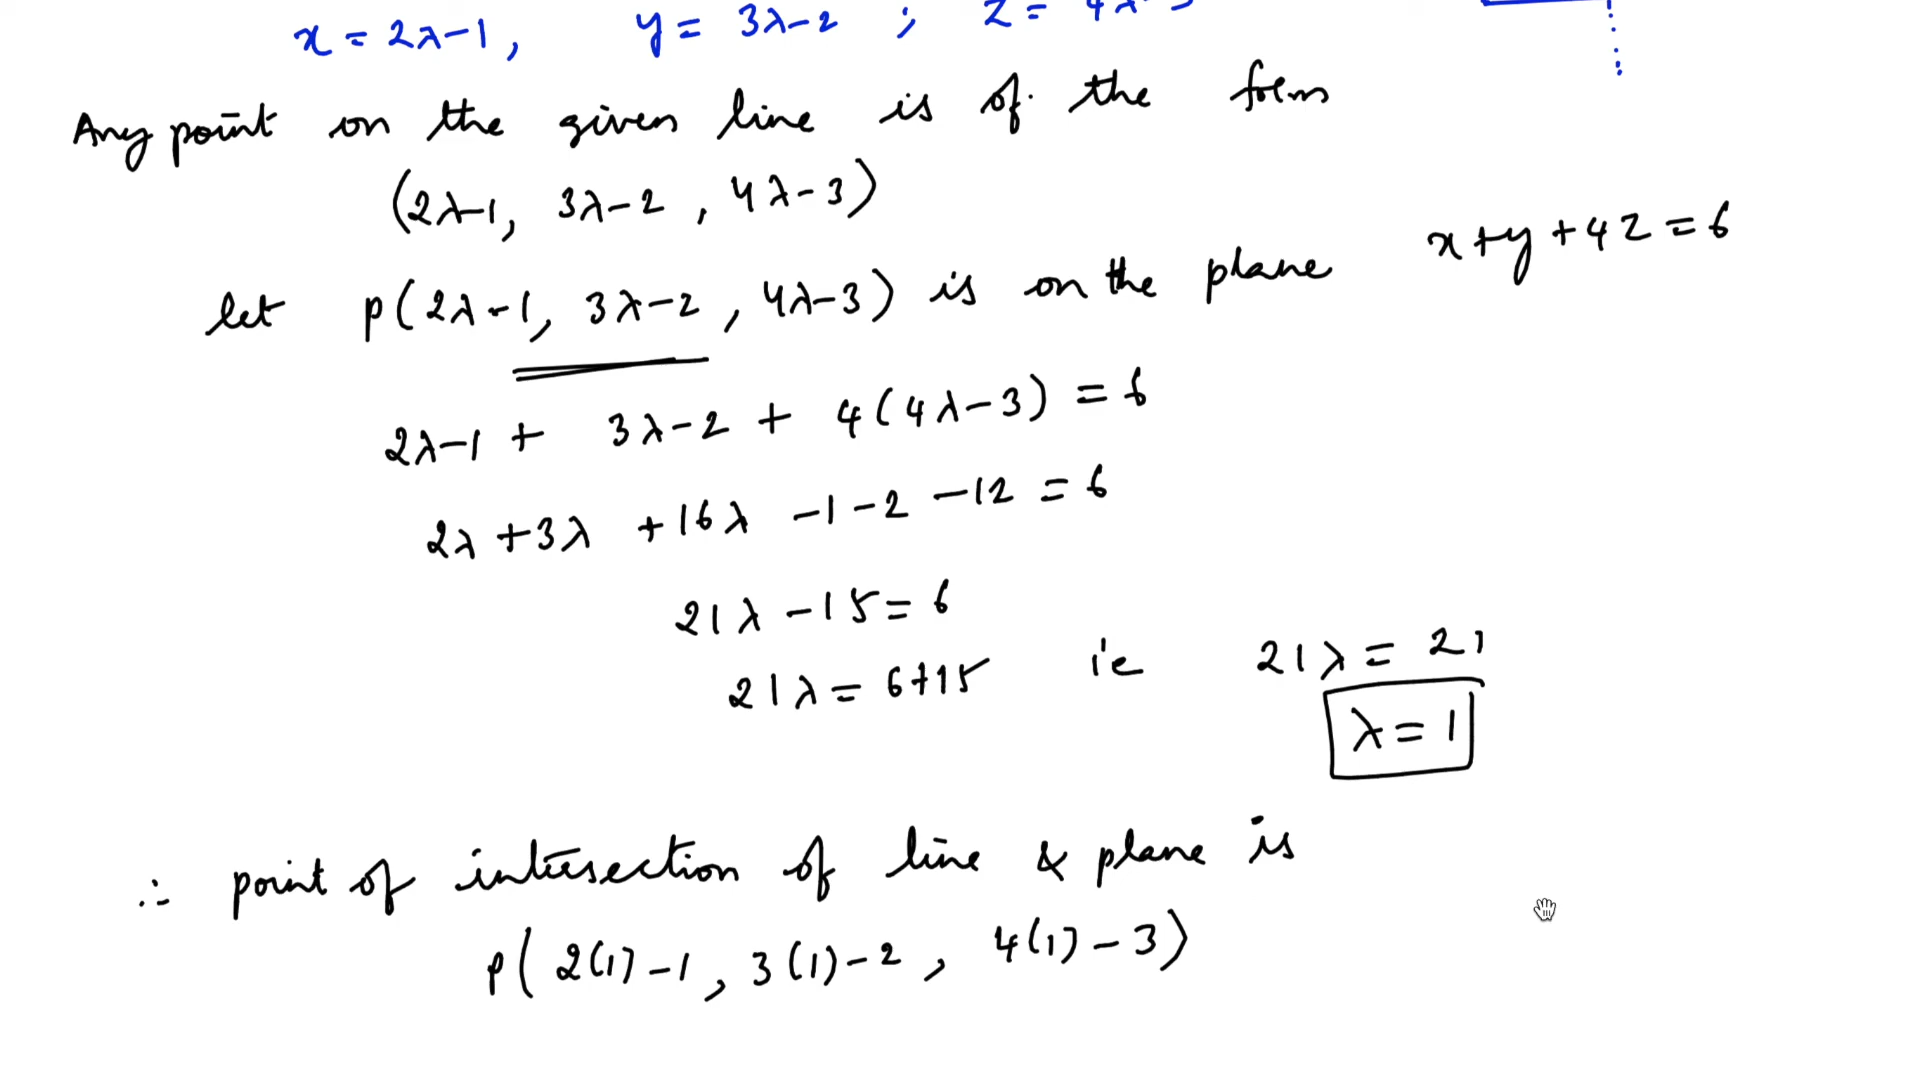 x = 2λ-1, y = 3λ-2 ; z = 4λ-3
Any point on the given line is of the form
(2λ-1, 3λ-2, 4λ-3)
let p(2λ-1, 3λ-2, 4λ-3) is on the plane x+y+4z=6
2λ-1 + 3λ-2 + 4(4λ-3) = 6
2λ+3λ +16λ -1-2 -12 = 6
21λ -15 = 6
21λ = 6+15 ie 21λ = 21
λ = 1
∴ point of intersection of line & plane is
p( 2(1)-1, 3(1)-2, 4(1)-3)